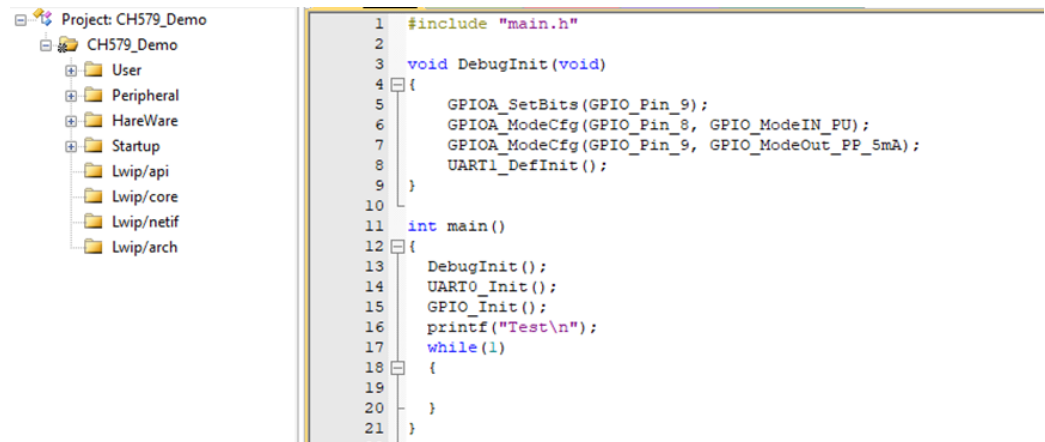 Project: CH579_Demo
CH579_Demo
User
Peripheral
HareWare
Startup
Lwip/api
Lwip/core
Lwip/netif
Lwip/arch
1 #include "main.h"
2
3 void DebugInit(void)
4 {
5 GPIOA_SetBits(GPIO_Pin_9);
6 GPIOA_ModeCfg(GPIO_Pin_8, GPIO_ModeIN_PU);
7 GPIOA_ModeCfg(GPIO_Pin_9, GPIO_ModeOut_PP_5mA);
8 UART1_DefInit();
9 }
10
11 int main()
12 {
13 DebugInit();
14 UART0_Init();
15 GPIO_Init();
16 printf("Test\n");
17 while(1)
18 {
19
20 }
21 }